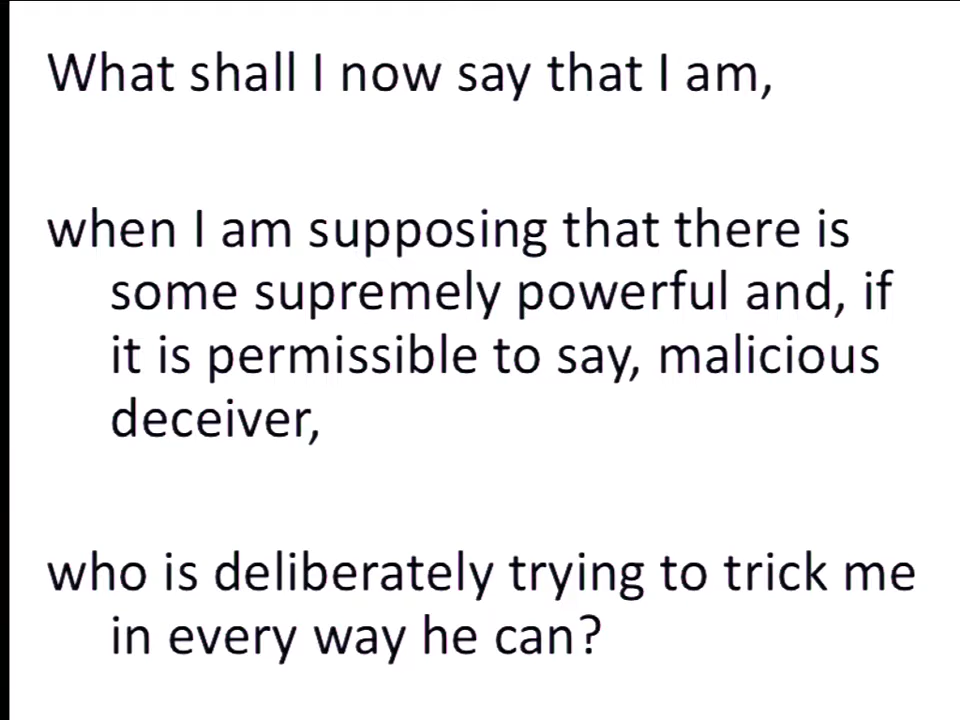 What shall I now say that I am,
when I am supposing that there is
some supremely powerful and, if
it is permissible to say, malicious
deceiver,
who is deliberately trying to trick me
in every way he can?